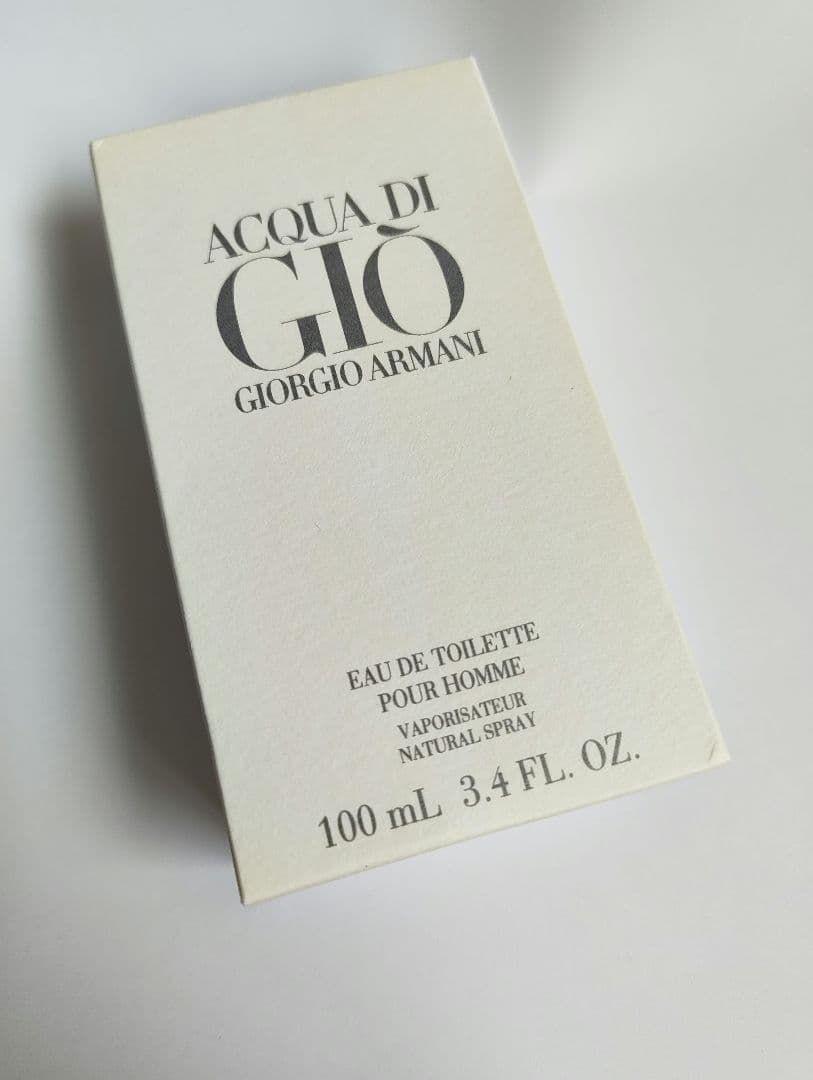 ACQUA DI
GIÒ
GIORGIO ARMANI
EAU DE TOILETTE
POUR HOMME
VAPORISATEUR
NATURAL SPRAY
100 mL 3.4 FL. OZ.